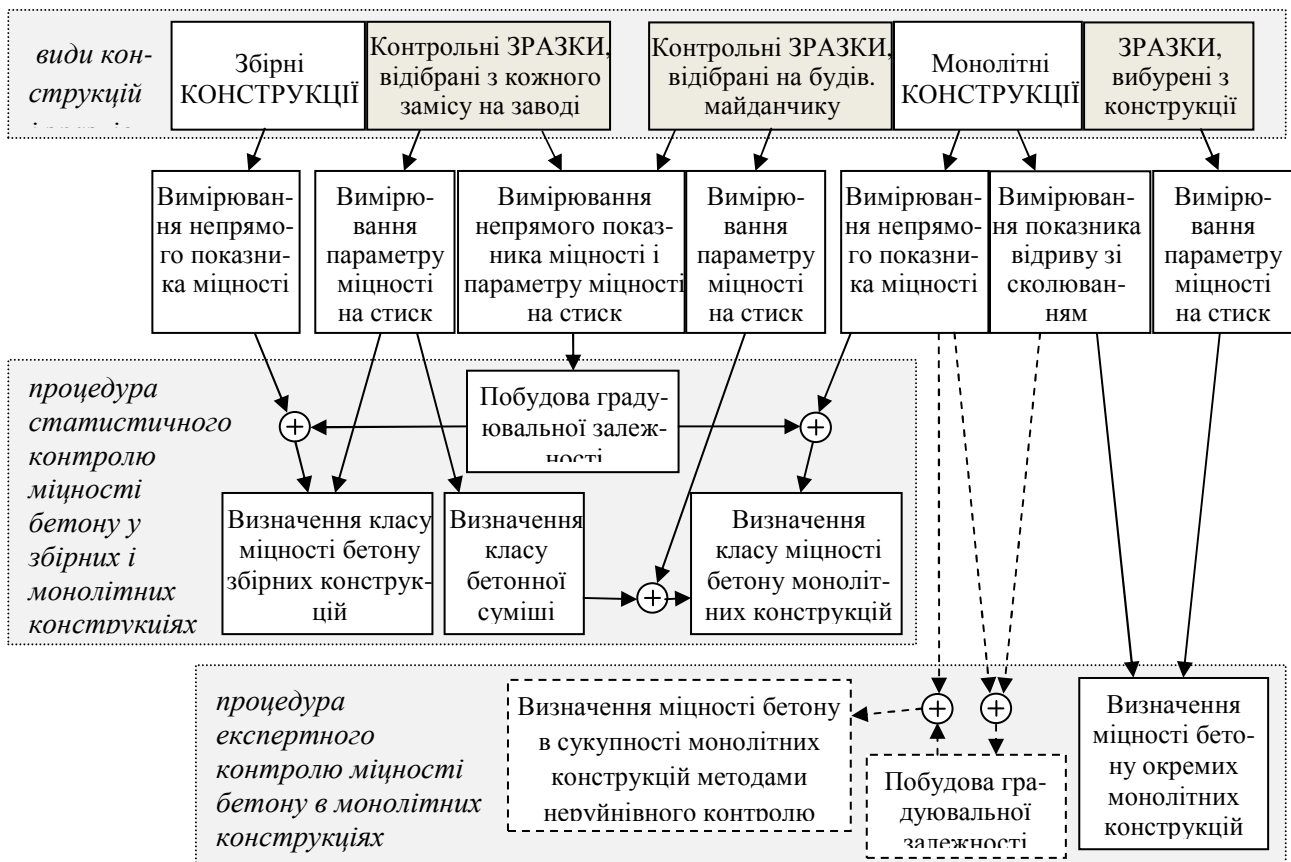 види кон-
струкцій
Збірні
КОНСТРУКЦІЇ
Контрольні ЗРАЗКИ,
відібрані з кожного
замісу на заводі
Контрольні ЗРАЗКИ,
відібрані на будів.
майданчику
Монолітні
КОНСТРУКЦІЇ
ЗРАЗКИ,
вибурені з
конструкції
Вимірюван-
ня непрямо-
го показни-
ка міцності
Вимірю-
вання
параметру
міцності
на стиск
Вимірювання
непрямого показ-
ника міцності і
параметру міцності
на стиск
Вимірю-
вання
параметру
міцності
на стиск
Вимірюван-
ня непрямо-
го показни-
ка міцності
Вимірюван-
ня показника
відриву зі
сколюван-
ням
Вимірю-
вання
параметру
міцності
на стиск
процедура
статистичного
контролю
міцності
бетону у
збірних і
монолітних
конструкціях
Побудова граду-
ювальної залеж-
ності
Визначення класу
міцності бетону
збірних конструк-
цій
Визначення
класу
бетонної
суміші
Визначення
класу міцності
бетону моноліт-
них конструкцій
процедура
експертного
контролю міцності
бетону в монолітних
конструкціях
Визначення міцності бетону
в сукупності монолітних
конструкцій методами
неруйнівного контролю
Побудова гра-
дуювальної
залежності
Визначення
міцності бето-
ну окремих
монолітних
конструкцій